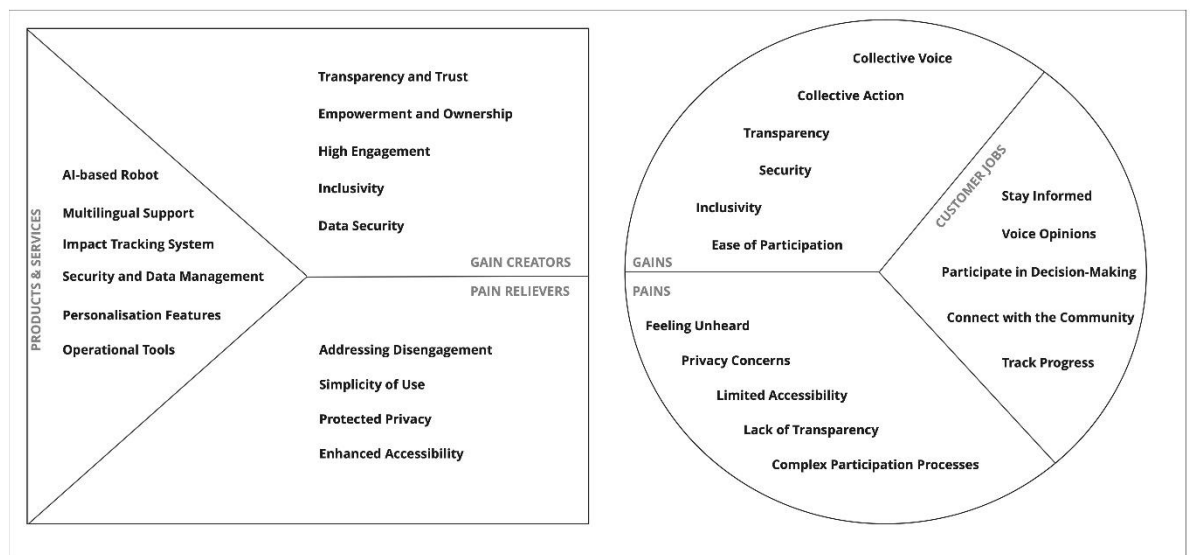 PRODUCTS & SERVICES
AI-based Robot
Multilingual Support
Impact Tracking System
Security and Data Management
Personalisation Features
Operational Tools
Transparency and Trust
Empowerment and Ownership
High Engagement
Inclusivity
Data Security
GAIN CREATORS
PAIN RELIEVERS
Addressing Disengagement
Simplicity of Use
Protected Privacy
Enhanced Accessibility
Collective Voice
Collective Action
Transparency
Security
Inclusivity
Ease of Participation
GAINS
PAINS
Feeling Unheard
Privacy Concerns
Limited Accessibility
Lack of Transparency
Complex Participation Processes
CUSTOMER JOBS
Stay Informed
Voice Opinions
Participate in Decision-Making
Connect with the Community
Track Progress